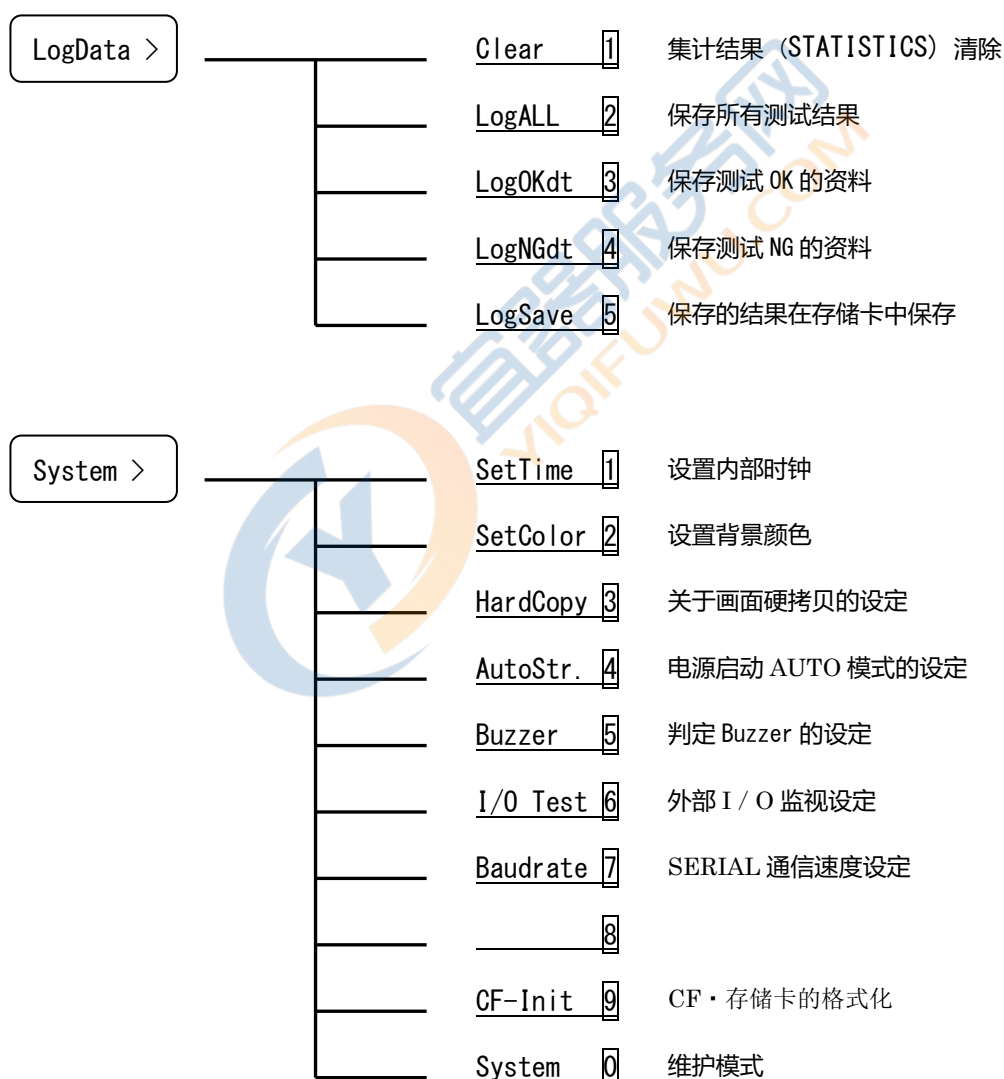 LogData >
Clear 1 集计结果（STATISTICS）清除
LogALL 2 保存所有测试结果
LogOKdt 3 保存测试 OK 的资料
LogNGdt 4 保存测试 NG 的资料
LogSave 5 保存的结果在存储卡中保存
System >
SetTime 1 设置内部时钟
SetColor 2 设置背景颜色
HardCopy 3 关于画面硬拷贝的设定
AutoStr. 4 电源启动 AUTO 模式的设定
Buzzer 5 判定 Buzzer 的设定
I/O Test 6 外部 I / O 监视设定
Baudrate 7 SERIAL 通信速度设定
8
CF-Init 9 CF・存储卡的格式化
System 0 维护模式
仪器服务网
YIQIFUWU.COM